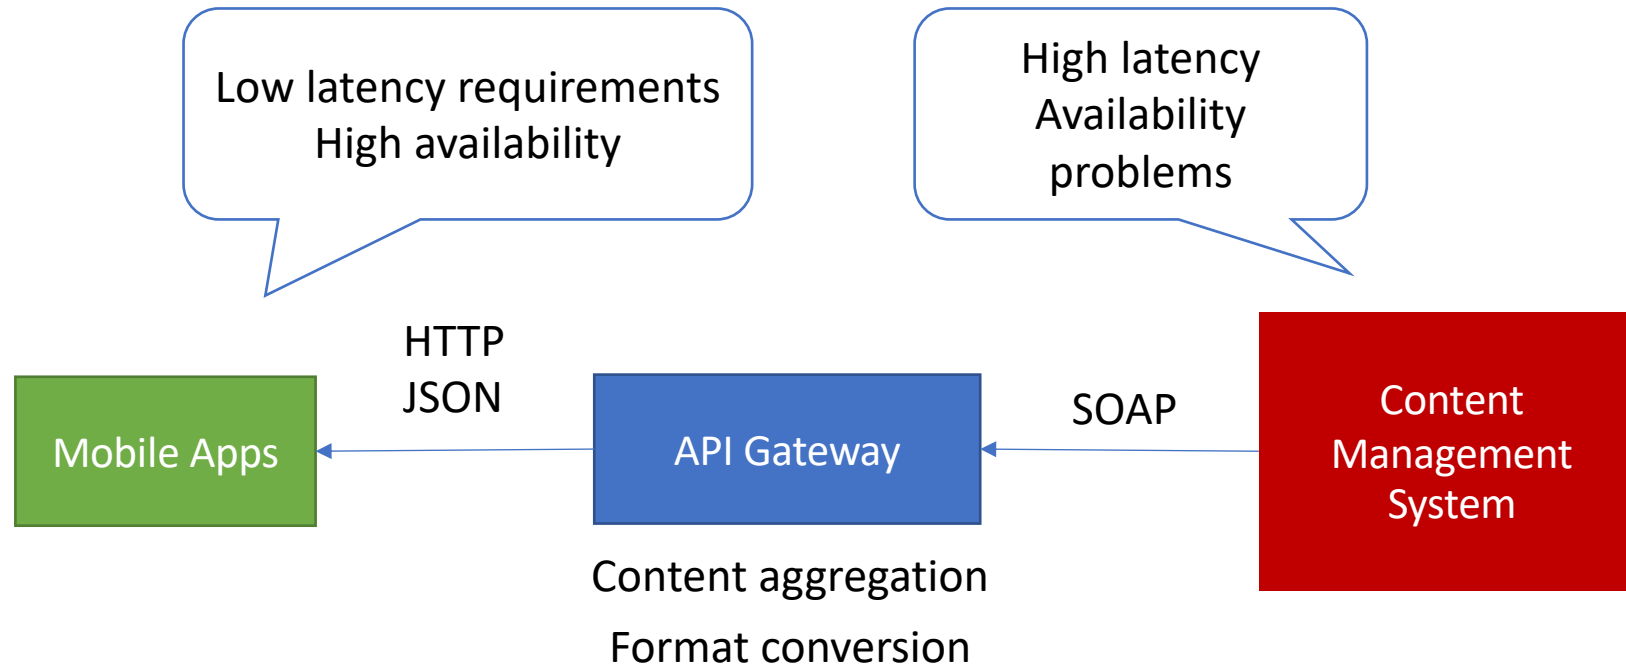 Low latency requirements
High availability
High latency
Availability
problems
HTTP
JSON
Mobile Apps
API Gateway
SOAP
Content
Management
System
Content aggregation
Format conversion